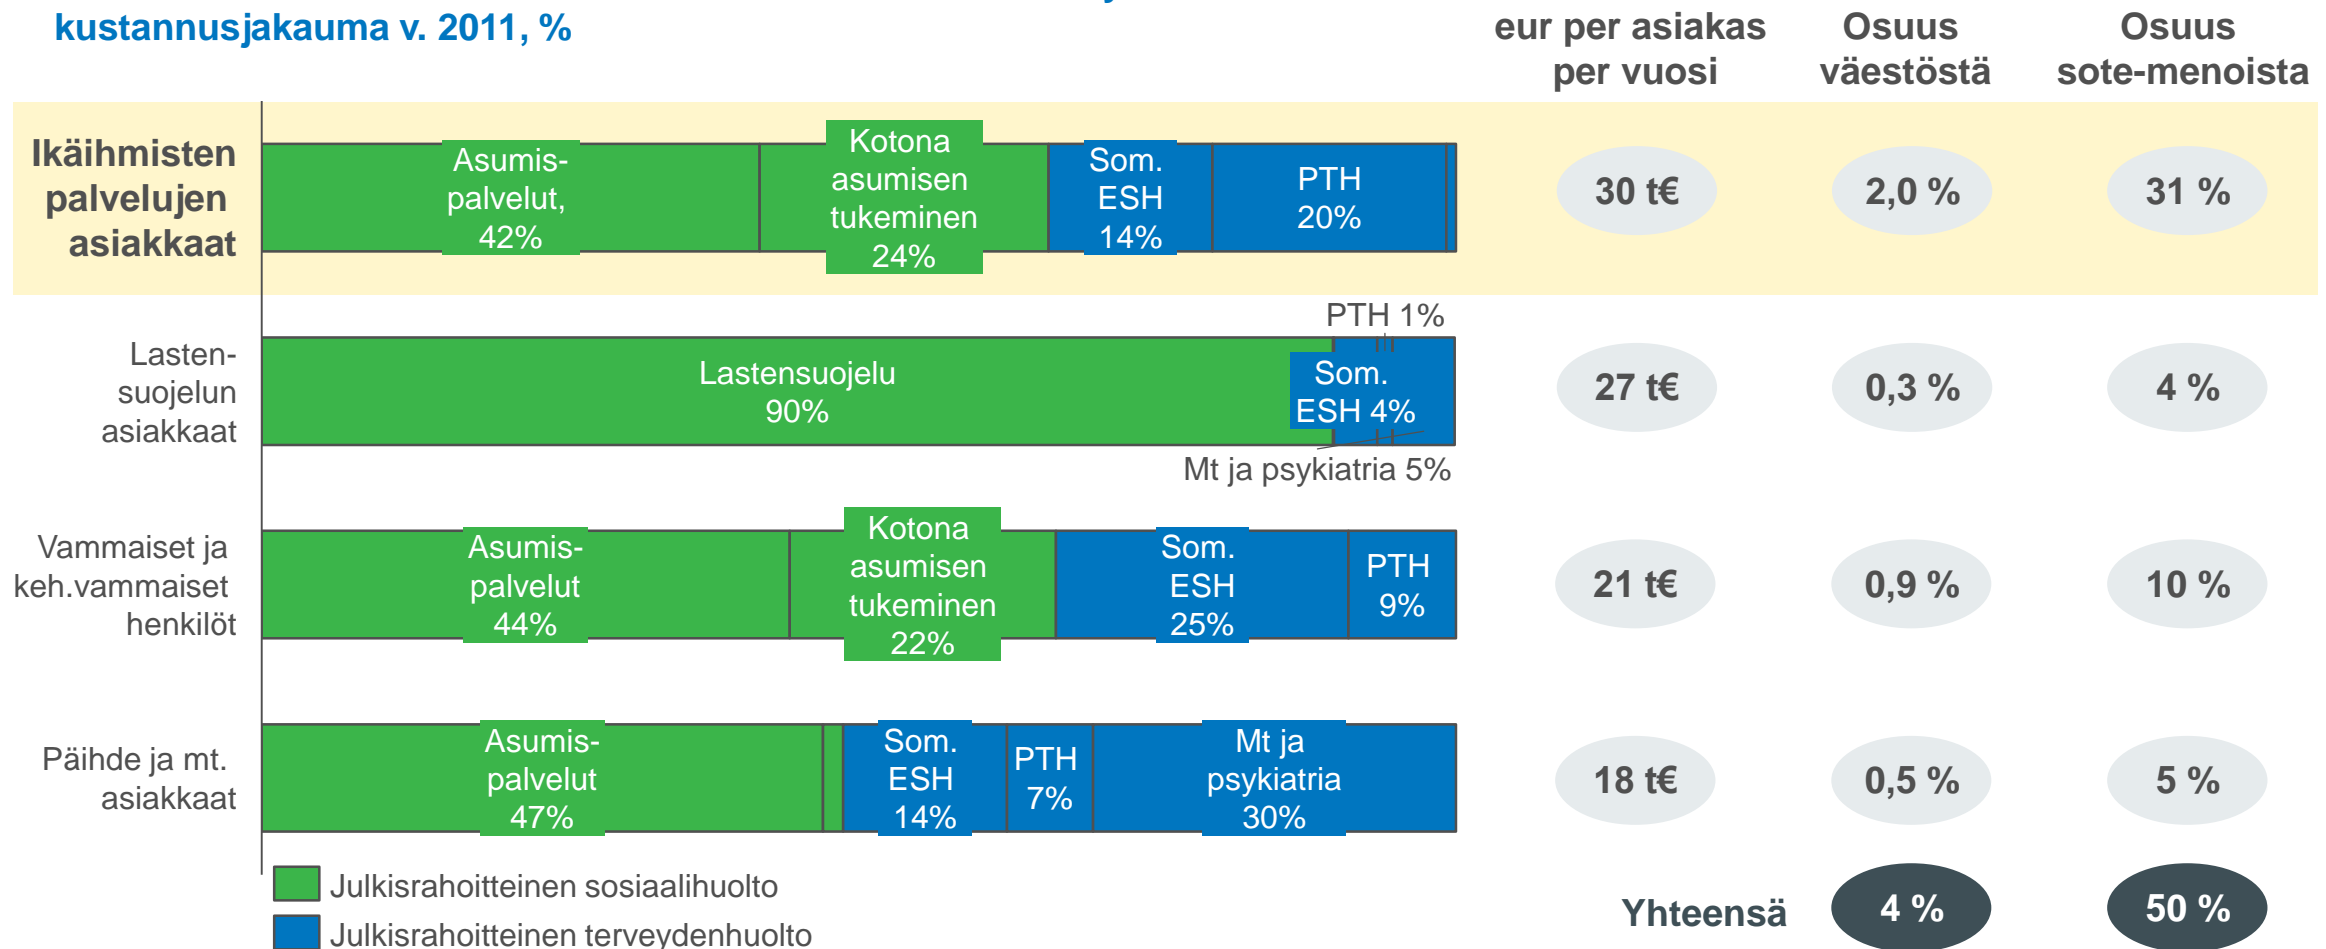 kustannusjakauma v. 2011, %
eur per asiakas
per vuosi
Osuus
väestöstä
Osuus
sote-menoista
Ikäihmisten
palvelujen
asiakkaat
Asumis-
palvelut,
42%
Kotona
asumisen
tukeminen
24%
Som.
ESH
14%
PTH
20%
30 t€
2,0 %
31 %
Lasten-
suojelun
asiakkaat
Lastensuojelu
90%
PTH 1%
Som.
ESH 4%
Mt ja psykiatria 5%
27 t€
0,3 %
4 %
Vammaiset ja
keh.vammaiset
henkilöt
Asumis-
palvelut
44%
Kotona
asumisen
tukeminen
22%
Som.
ESH
25%
PTH
9%
21 t€
0,9 %
10 %
Päihde ja mt.
asiakkaat
Asumis-
palvelut
47%
Som.
ESH
14%
PTH
7%
Mt ja
psykiatria
30%
18 t€
0,5 %
5 %
Julkisrahoitteinen sosiaalihuolto
Julkisrahoitteinen terveydenhuolto
Yhteensä
4 %
50 %